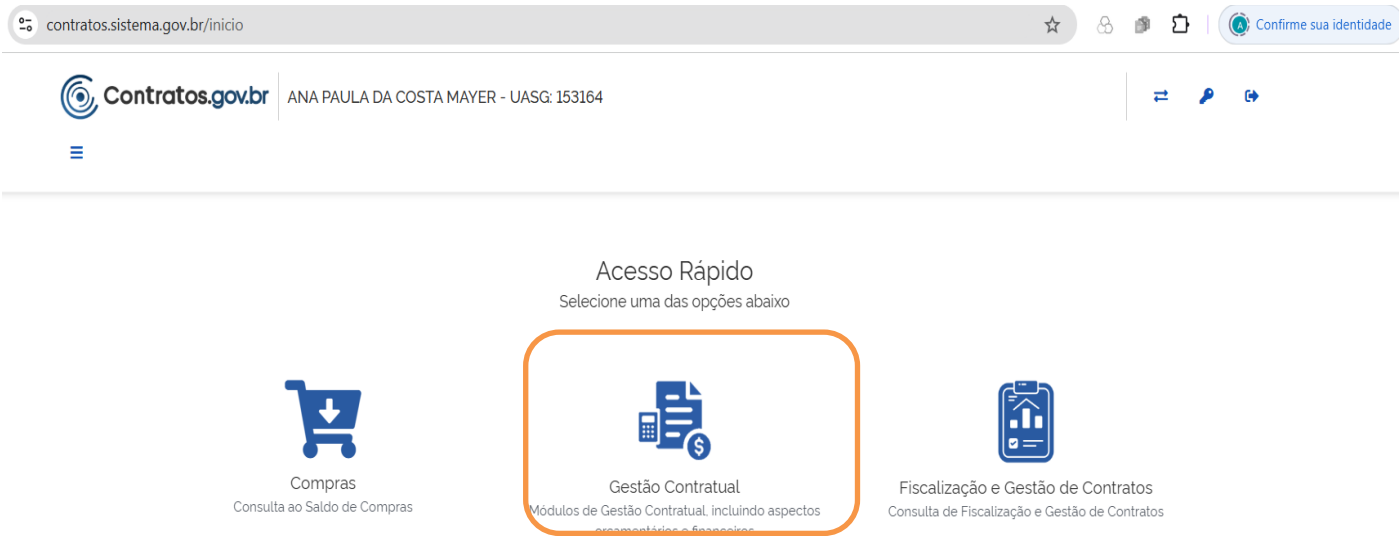 contratos.sistema.gov.br/inicio
Confirme sua identidade
Contratos.gov.br
ANA PAULA DA COSTA MAYER - UASG: 153164
Acesso Rápido
Selecione uma das opções abaixo
Compras
Consulta ao Saldo de Compras
Gestão Contratual
Módulos de Gestão Contratual, incluindo aspectos
orçamentários e financeiros
Fiscalização e Gestão de Contratos
Consulta de Fiscalização e Gestão de Contratos